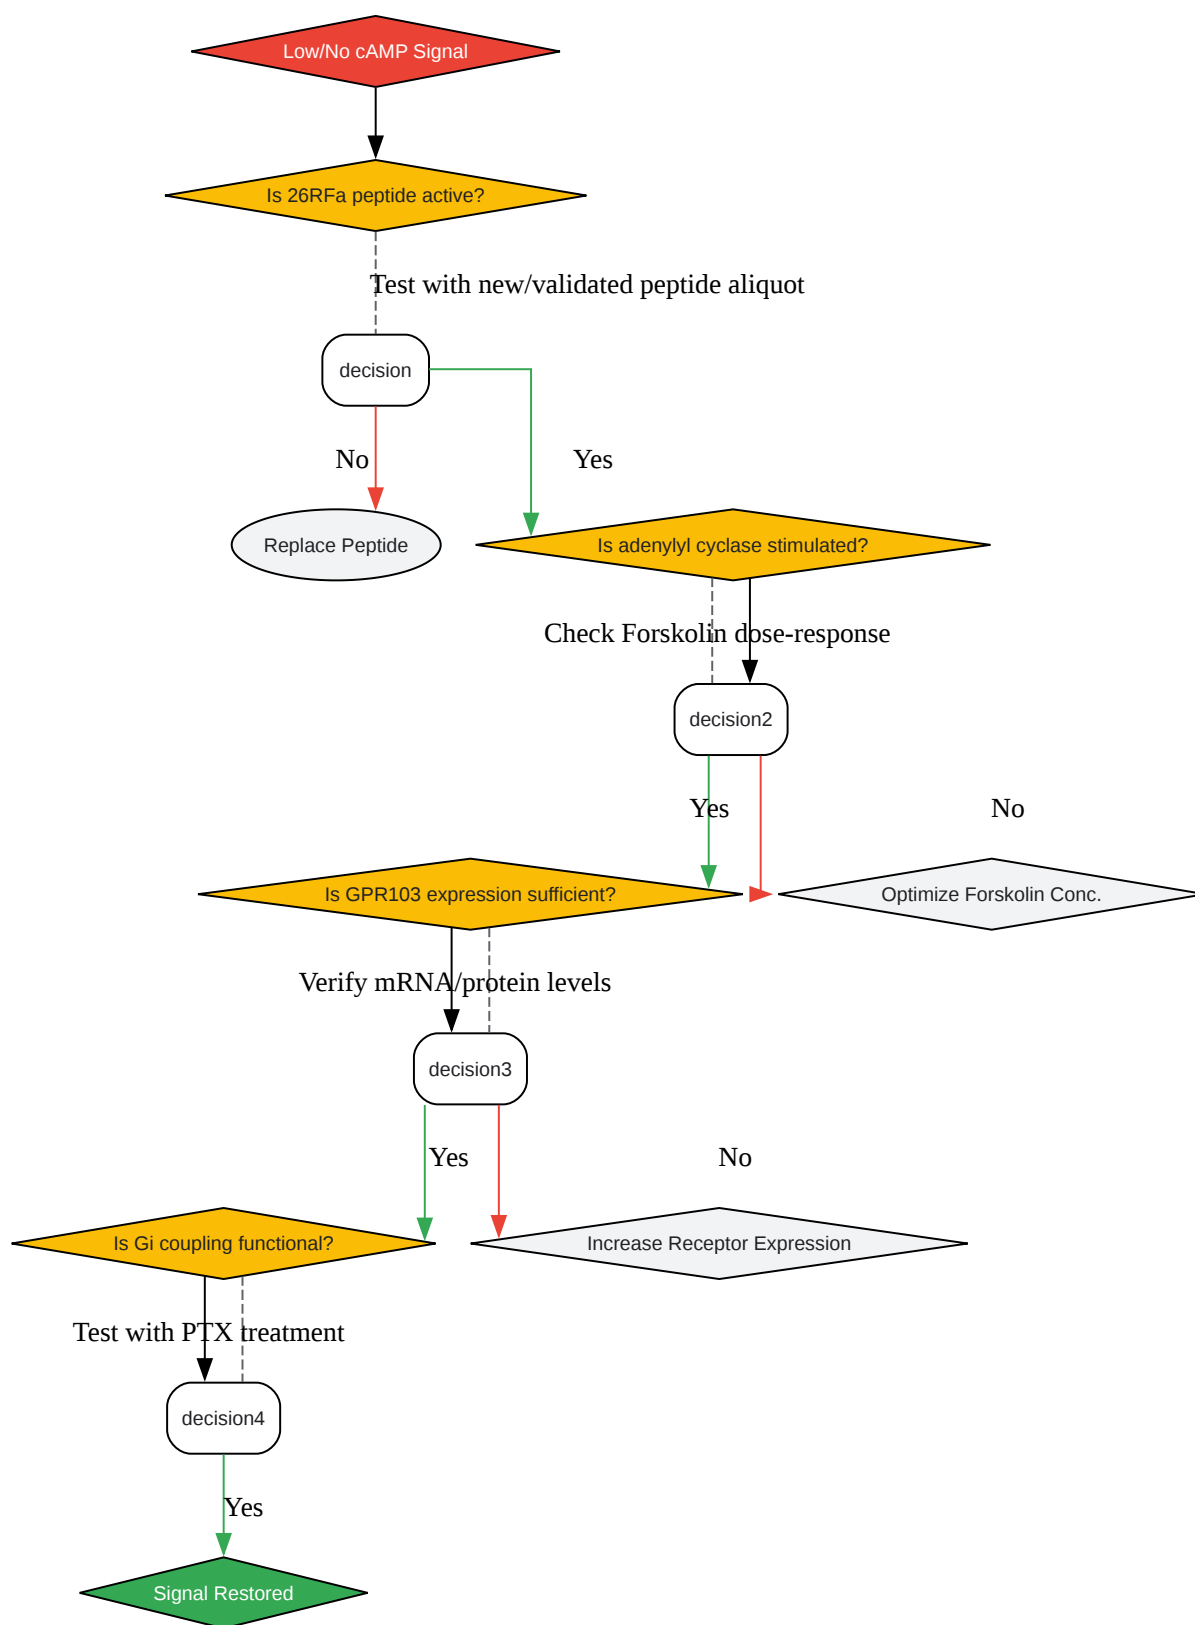 Low/No cAMP Signal
Is 26RFa peptide active?
Test with new/validated peptide aliquot
decision
No
Yes
Replace Peptide
Is adenylyl cyclase stimulated?
Check Forskolin dose-response
decision2
Yes
No
Is GPR103 expression sufficient?
Optimize Forskolin Conc.
Verify mRNA/protein levels
decision3
Yes
No
Is Gi coupling functional?
Increase Receptor Expression
Test with PTX treatment
decision4
Yes
Signal Restored